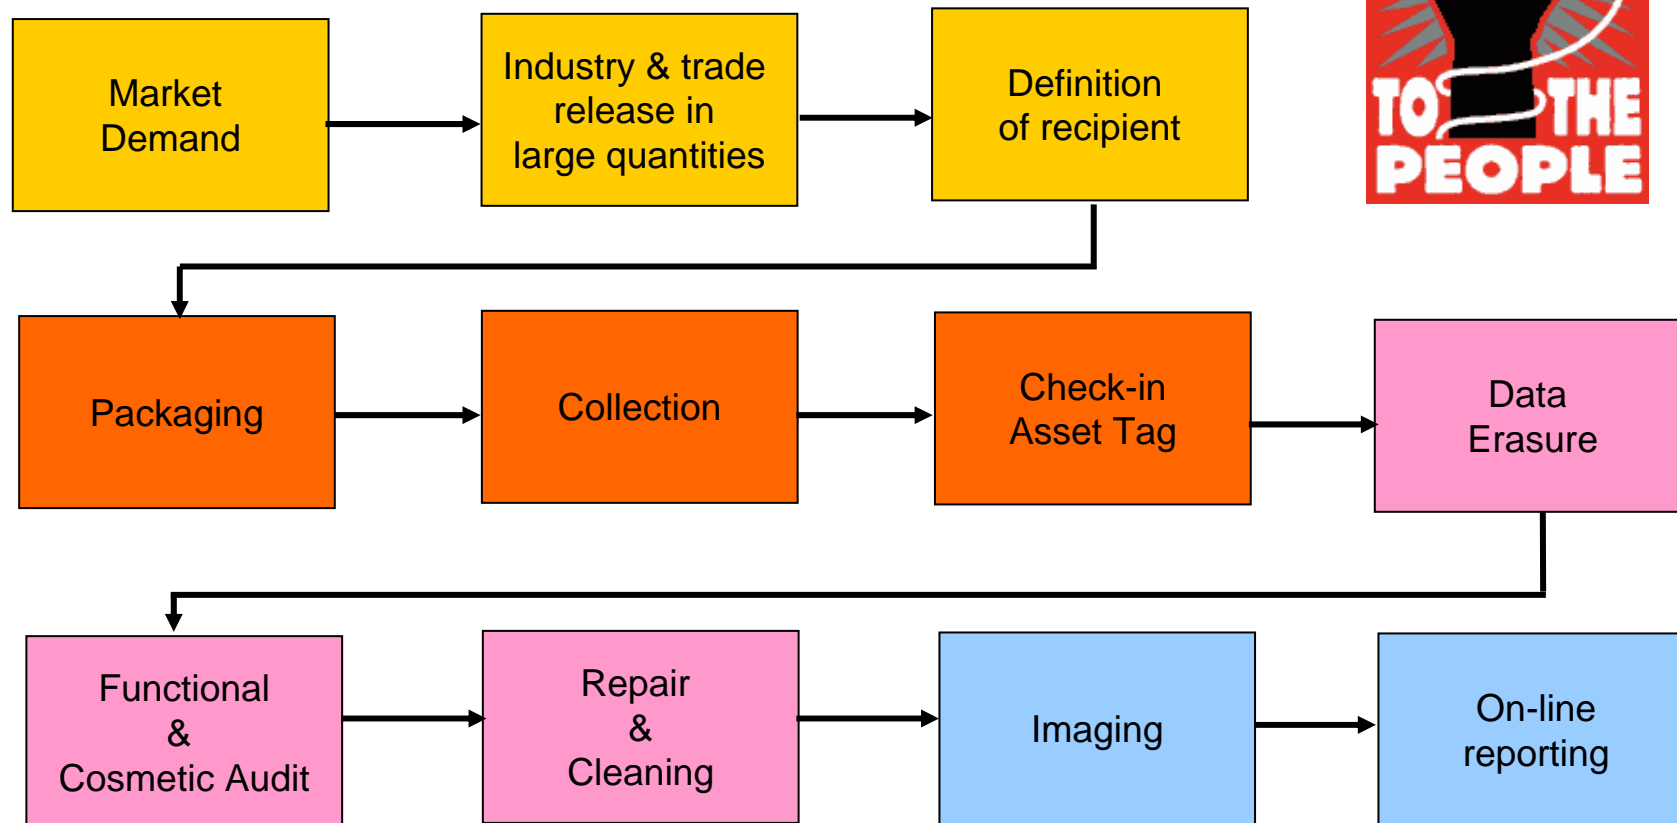 Market
Demand
Industry & trade
release in
large quantities
Definition
of recipient
TO THE
PEOPLE
Packaging
Collection
Check-in
Asset Tag
Data
Erasure
Functional
&
Cosmetic Audit
Repair
&
Cleaning
Imaging
On-line
reporting